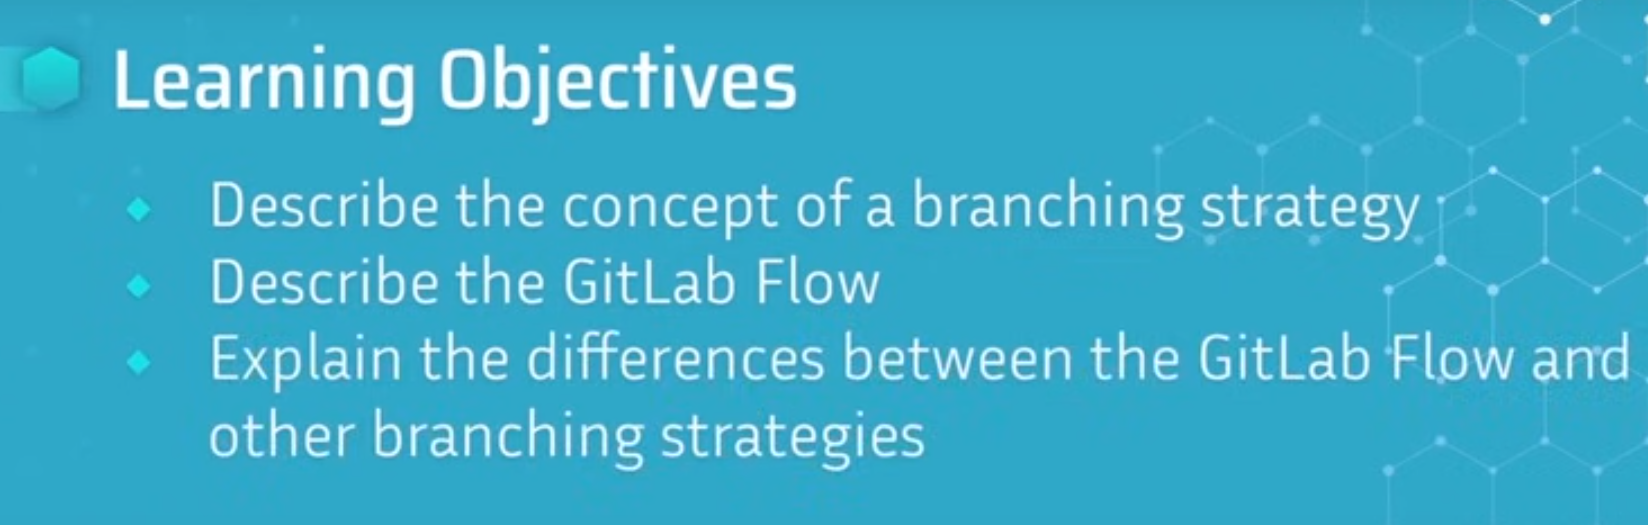 Learning Objectives
Describe the concept of a branching strategy
Describe the GitLab Flow
Explain the differences between the GitLab Flow and
other branching strategies